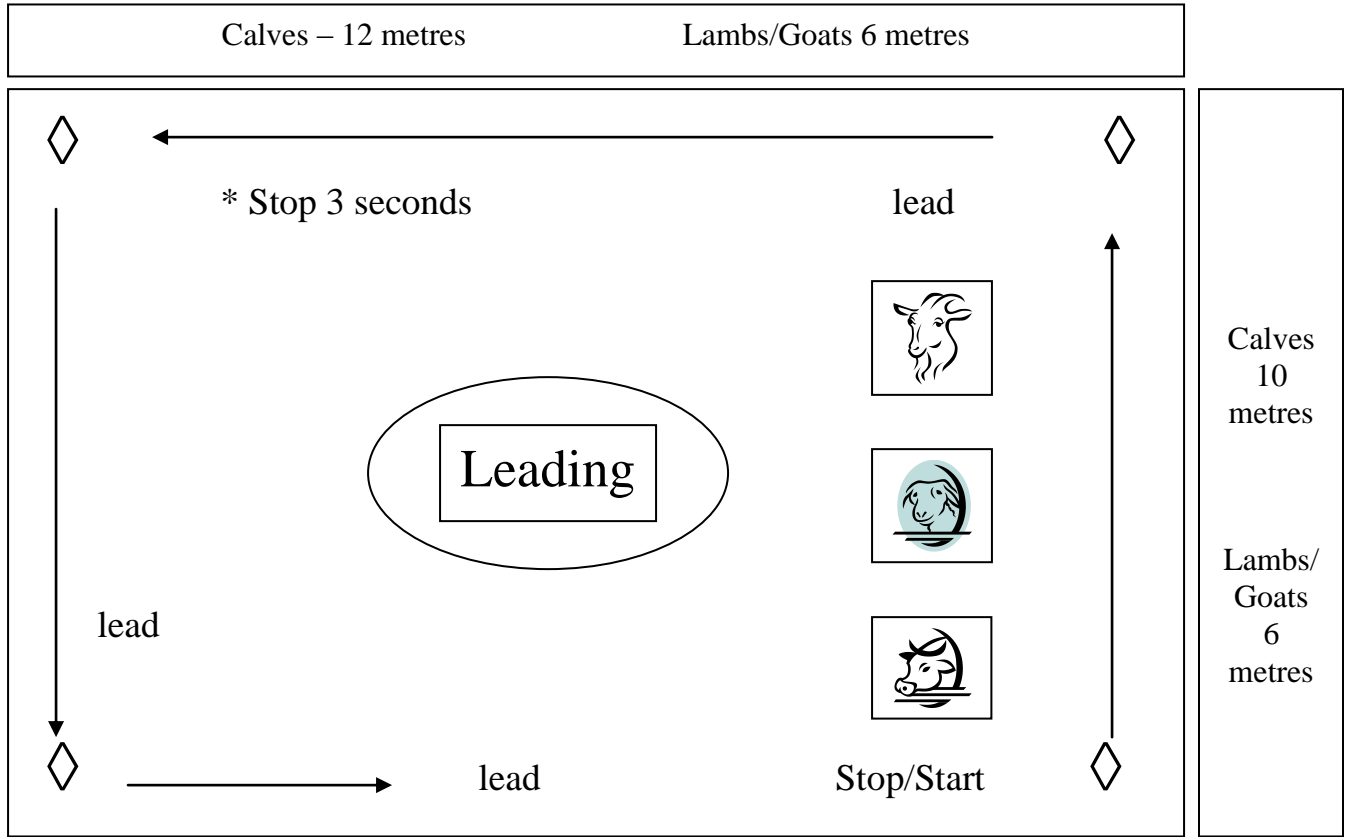 Calves – 12 metres Lambs/Goats 6 metres
* Stop 3 seconds lead
Calves
10
metres
Leading
Lambs/
Goats
6
metres
lead
lead Stop/Start